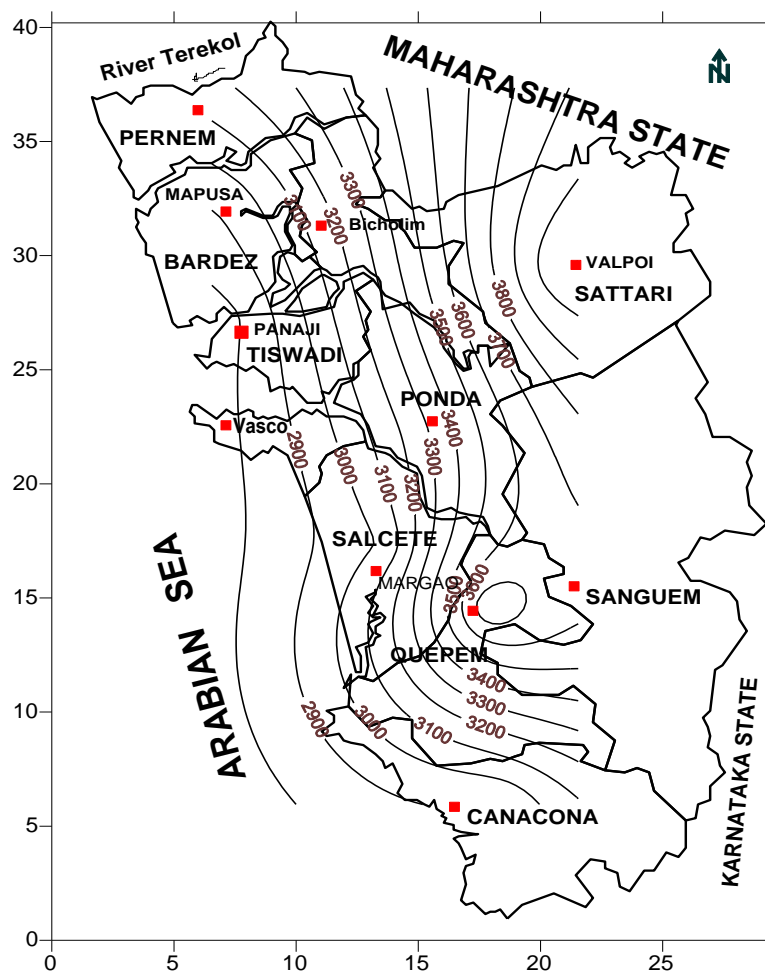 40
35
30
25
20
15
10
5
0
0
5
10
15
20
25
River Terekol
MAHARASHTRA STATE
N
PERNEM
MAPUSA
3300
3100
3200
Bicholim
BARDEZ
VALPOI
SATTARI
3800
3600
3500
3700
PANAJI
TISWADI
PONDA
3400
3300
Vasco
2900
3000
3100
3200
SALCETE
MARGAO
3500
3600
SANGUEM
ARABIAN SEA
QUEPEM
3400
3300
3200
3100
3000
2900
CANACONA
KARNATAKA STATE